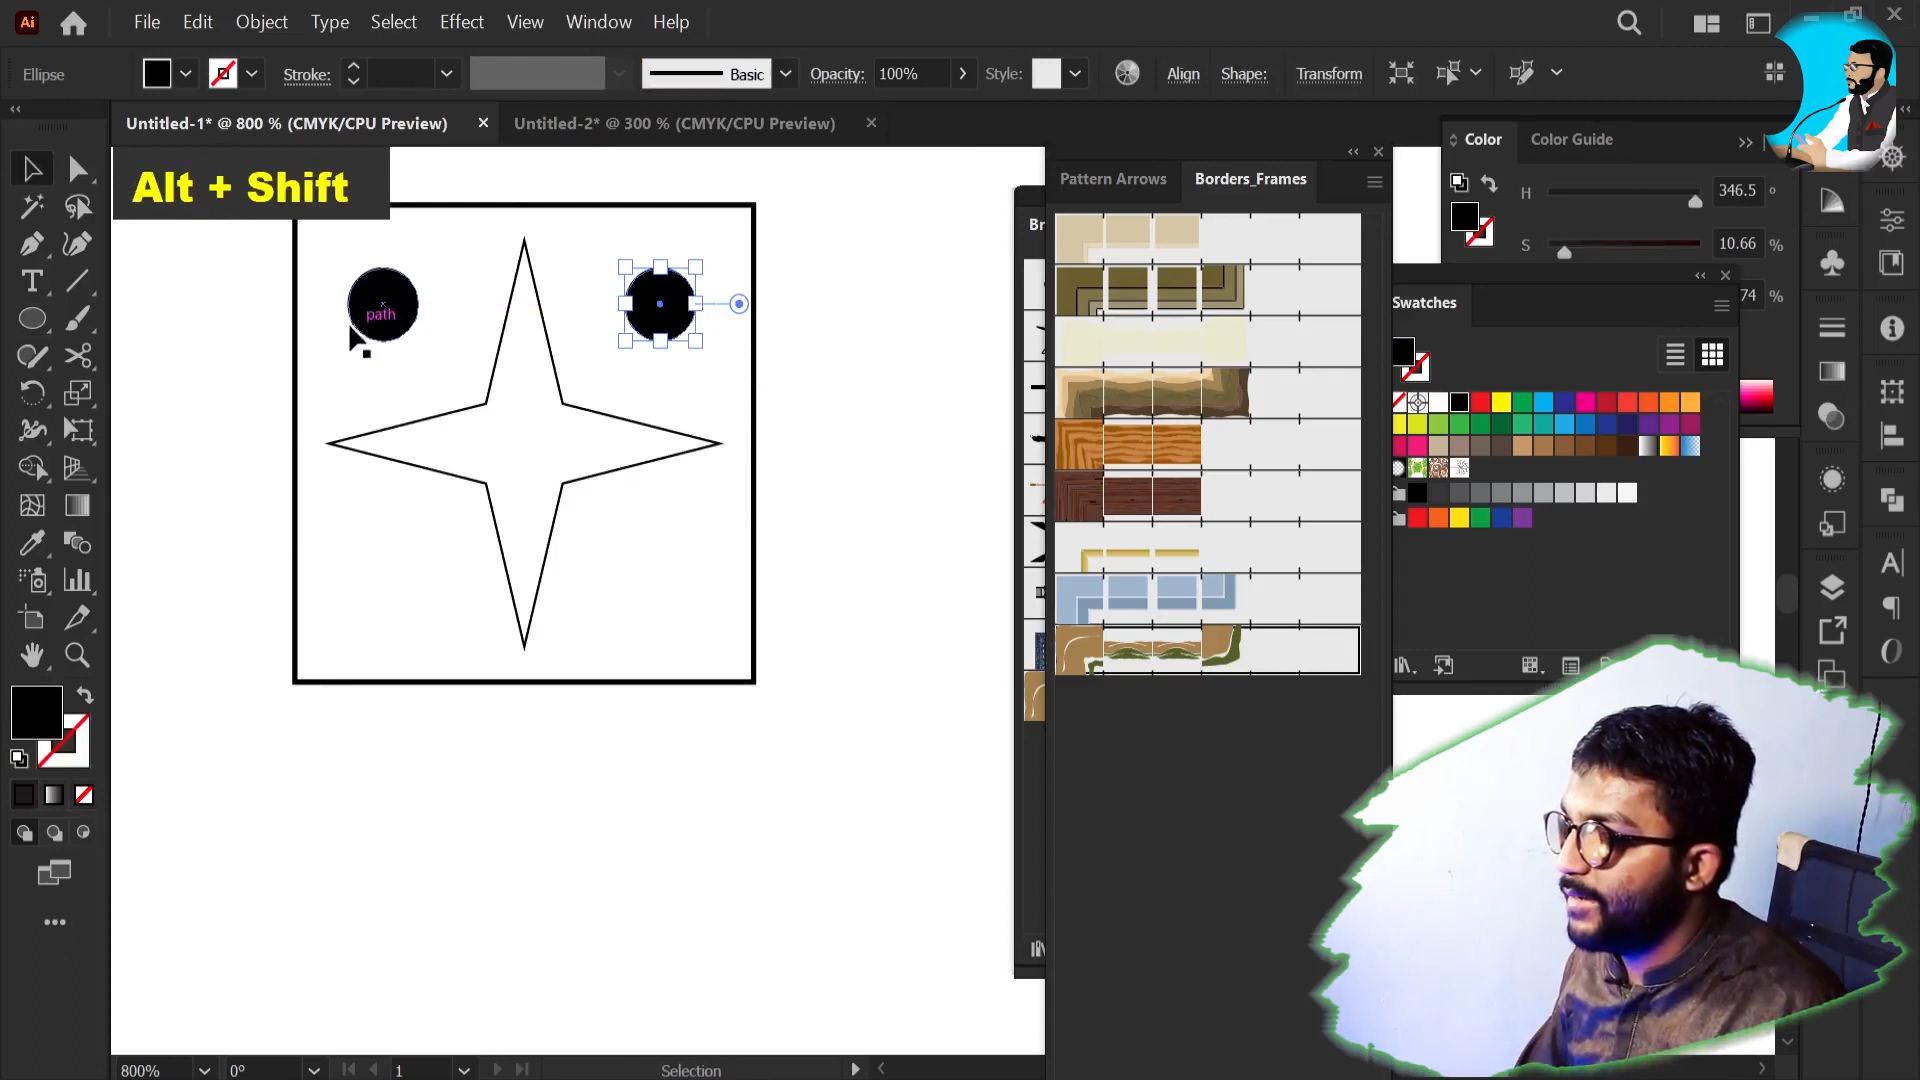 Ai File Edit Object Type Select Effect View Window Help
Ellipse Stroke: Basic Opacity: 100% Style: Align Shape: Transform
Untitled-1* @ 800 % (CMYK/CPU Preview) Untitled-2* @ 300 % (CMYK/CPU Preview)
Color Color Guide
Alt + Shift
Pattern Arrows Borders_Frames
H 346.5 °
S 10.66 %
74 %
Br
Swatches
path
800% 0° 1 Selection